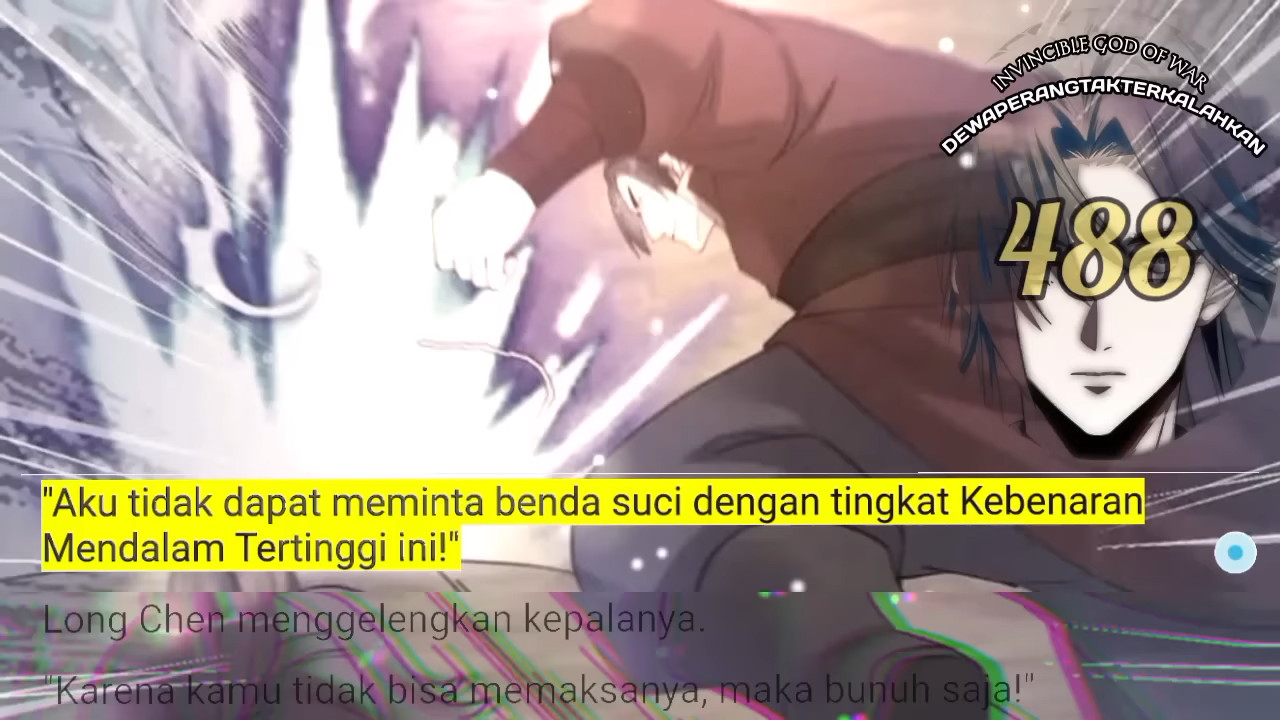 INVINCIBLE GOD OF WAR
DEWAPERANGTAKTERKALAHKAN
488
"Aku tidak dapat meminta benda suci dengan tingkat Kebenaran
Mendalam Tertinggi ini!"
Long Chen menggelengkan kepalanya.
"Karena kamu tidak bisa memaksanya, maka bunuh saja!"